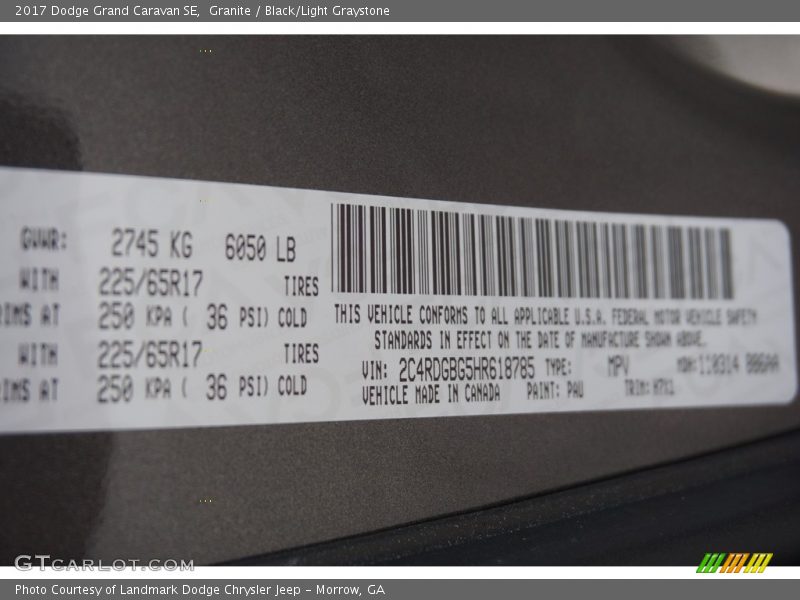 2017 Dodge Grand Caravan SE, Granite / Black/Light Graystone
GVWR: 2745 KG 6050 LB
WITH 225/65R17 TIRES
RIMS AT 250 KPA ( 36 PSI) COLD
WITH 225/65R17 TIRES
RIMS AT 250 KPA ( 36 PSI) COLD
THIS VEHICLE CONFORMS TO ALL APPLICABLE U.S.A. FEDERAL MOTOR VEHICLE SAFETY
STANDARDS IN EFFECT ON THE DATE OF MANUFACTURE SHOWN ABOVE.
VIN: 2C4RDGBG5HR618785 TYPE: MPV MDH:
VEHICLE MADE IN CANADA PAINT: PAU TRIM:
GTCARLOT.COM
Photo Courtesy of Landmark Dodge Chrysler Jeep – Morrow, GA